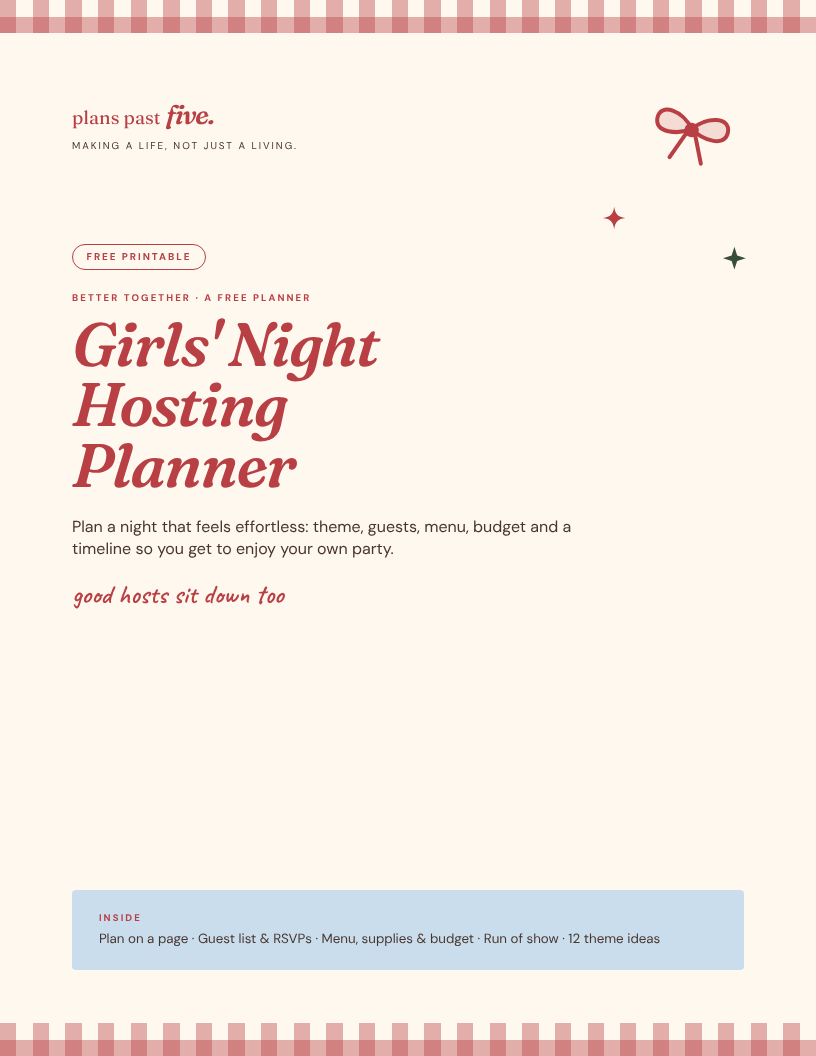 plans past five.
MAKING A LIFE, NOT JUST A LIVING.
FREE PRINTABLE
BETTER TOGETHER · A FREE PLANNER
Girls' Night
Hosting
Planner
Plan a night that feels effortless: theme, guests, menu, budget and a
timeline so you get to enjoy your own party.
good hosts sit down too
INSIDE
Plan on a page · Guest list & RSVPs · Menu, supplies & budget · Run of show · 12 theme ideas